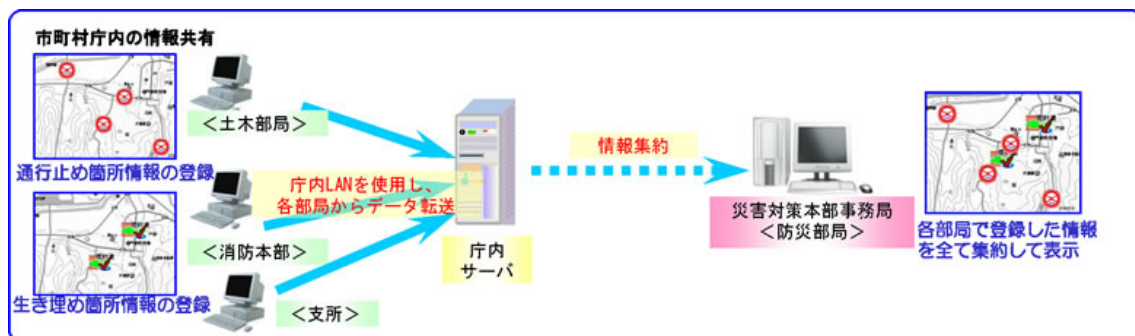 市町村庁内の情報共有
<土木部局>
通行止め箇所情報の登録
庁内LANを使用し、
各部局からデータ転送
<消防本部>
生き埋め箇所情報の登録
<支所>
庁内
サーバ
情報集約
災害対策本部事務局
<防災部局>
各部局で登録した情報
を全て集約して表示